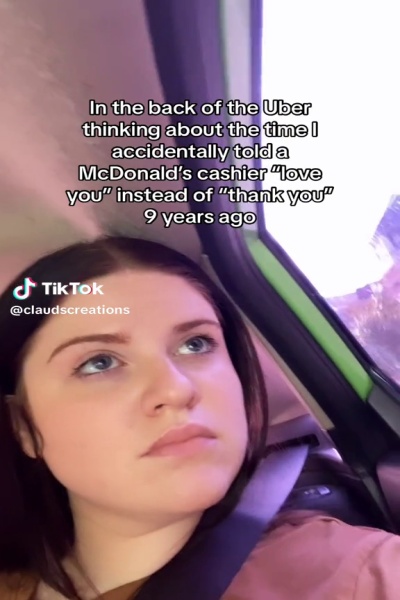 In the back of the Uber
thinking about the time I
accidentally told a
McDonald's cashier "love
you" instead of "thank you"
9 years ago
TikTok
@claudscreations